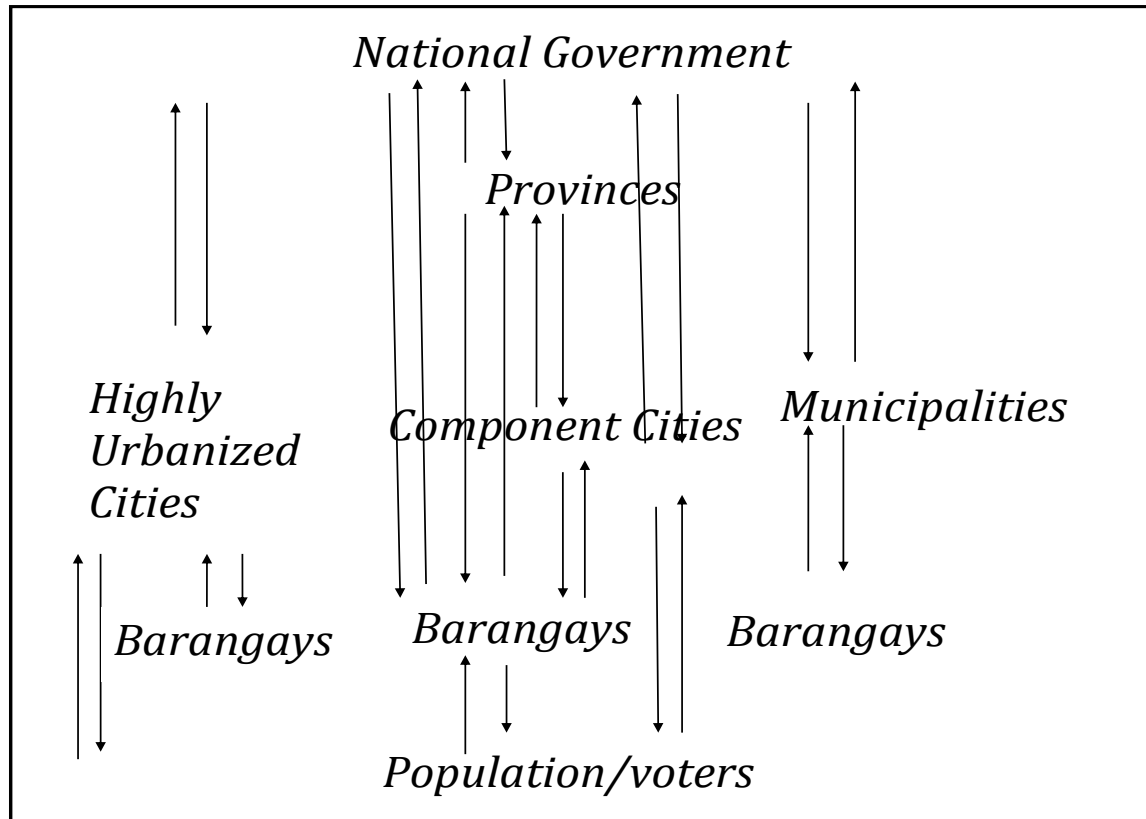 National Government
Provinces
Highly
Urbanized
Cities
Component Cities
Municipalities
Barangays
Barangays
Barangays
Population/voters